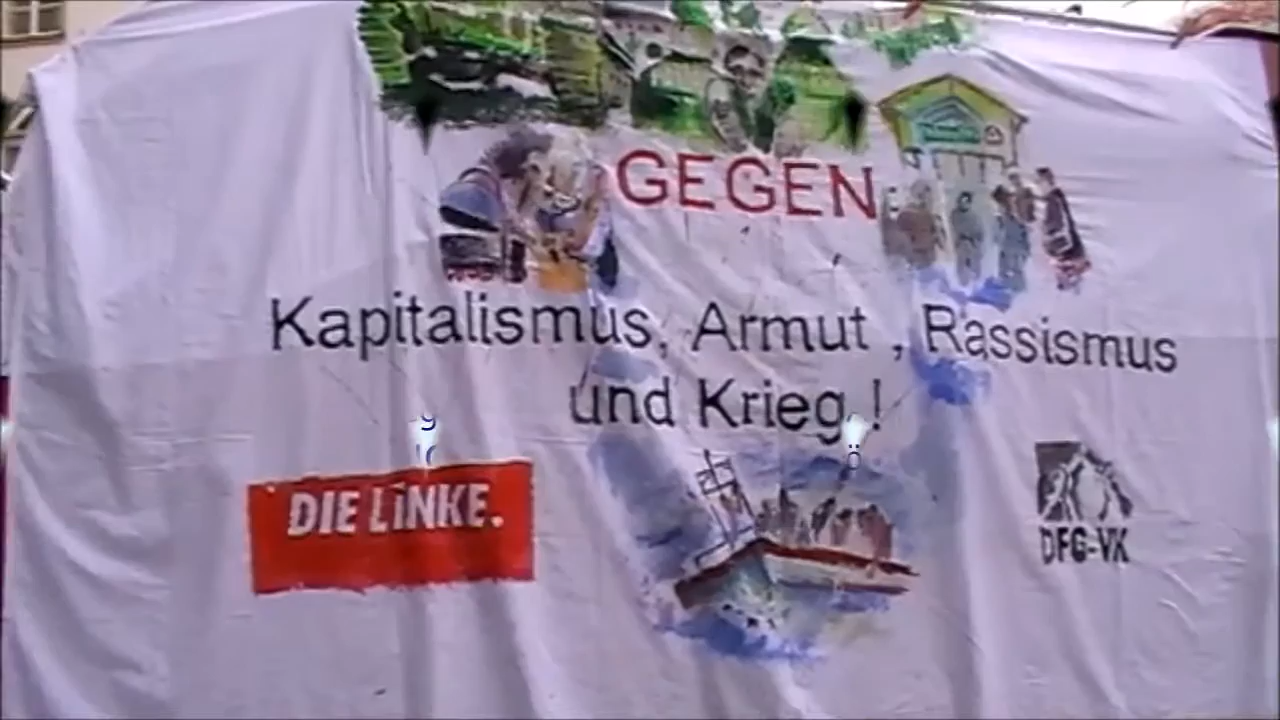 GEGEN
Kapitalismus, Armut , Rassismus
und Krieg !
DIE LiNKE.
DFG-VK